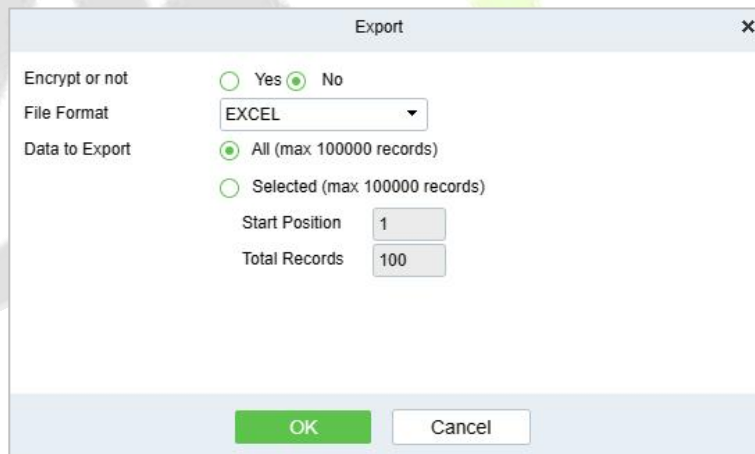 Export
Encrypt or not Yes No
File Format EXCEL
Data to Export All (max 100000 records)
Selected (max 100000 records)
Start Position 1
Total Records 100
OK Cancel